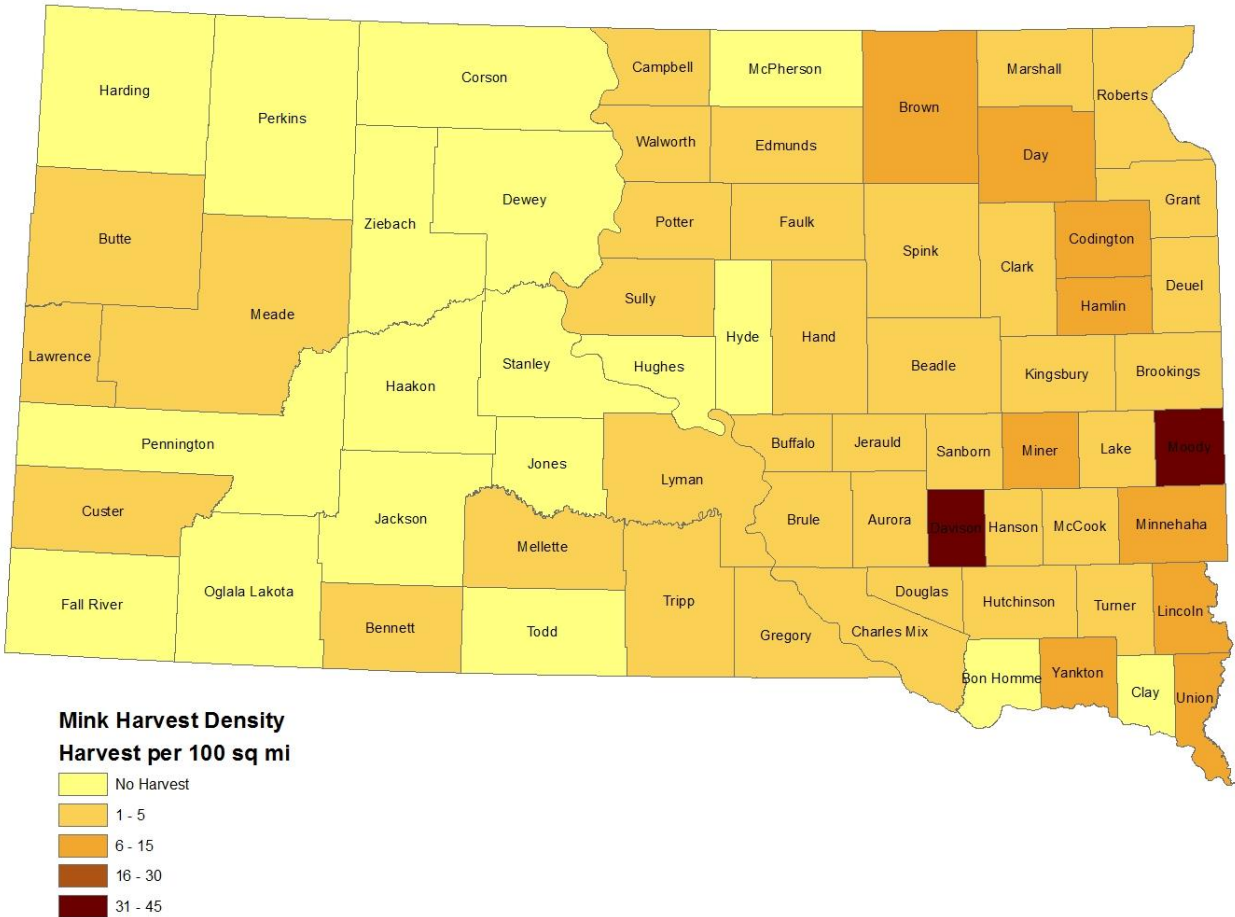 Harding
Perkins
Corson
Campbell
McPherson
Brown
Marshall
Roberts
Walworth
Edmunds
Day
Dewey
Ziebach
Butte
Potter
Faulk
Spink
Clark
Codington
Grant
Meade
Sully
Hyde
Hand
Hamlin
Deuel
Lawrence
Haakon
Stanley
Hughes
Beadle
Kingsbury
Brookings
Pennington
Jones
Lyman
Buffalo
Jerauld
Sanborn
Miner
Lake
Moody
Custer
Jackson
Mellette
Brule
Aurora
Davison
Hanson
McCook
Minnehaha
Fall River
Oglala Lakota
Bennett
Todd
Tripp
Gregory
Charles Mix
Douglas
Hutchinson
Turner
Lincoln
Bon Homme
Yankton
Clay
Union
Mink Harvest Density
Harvest per 100 sq mi
No Harvest
1 - 5
6 - 15
16 - 30
31 - 45